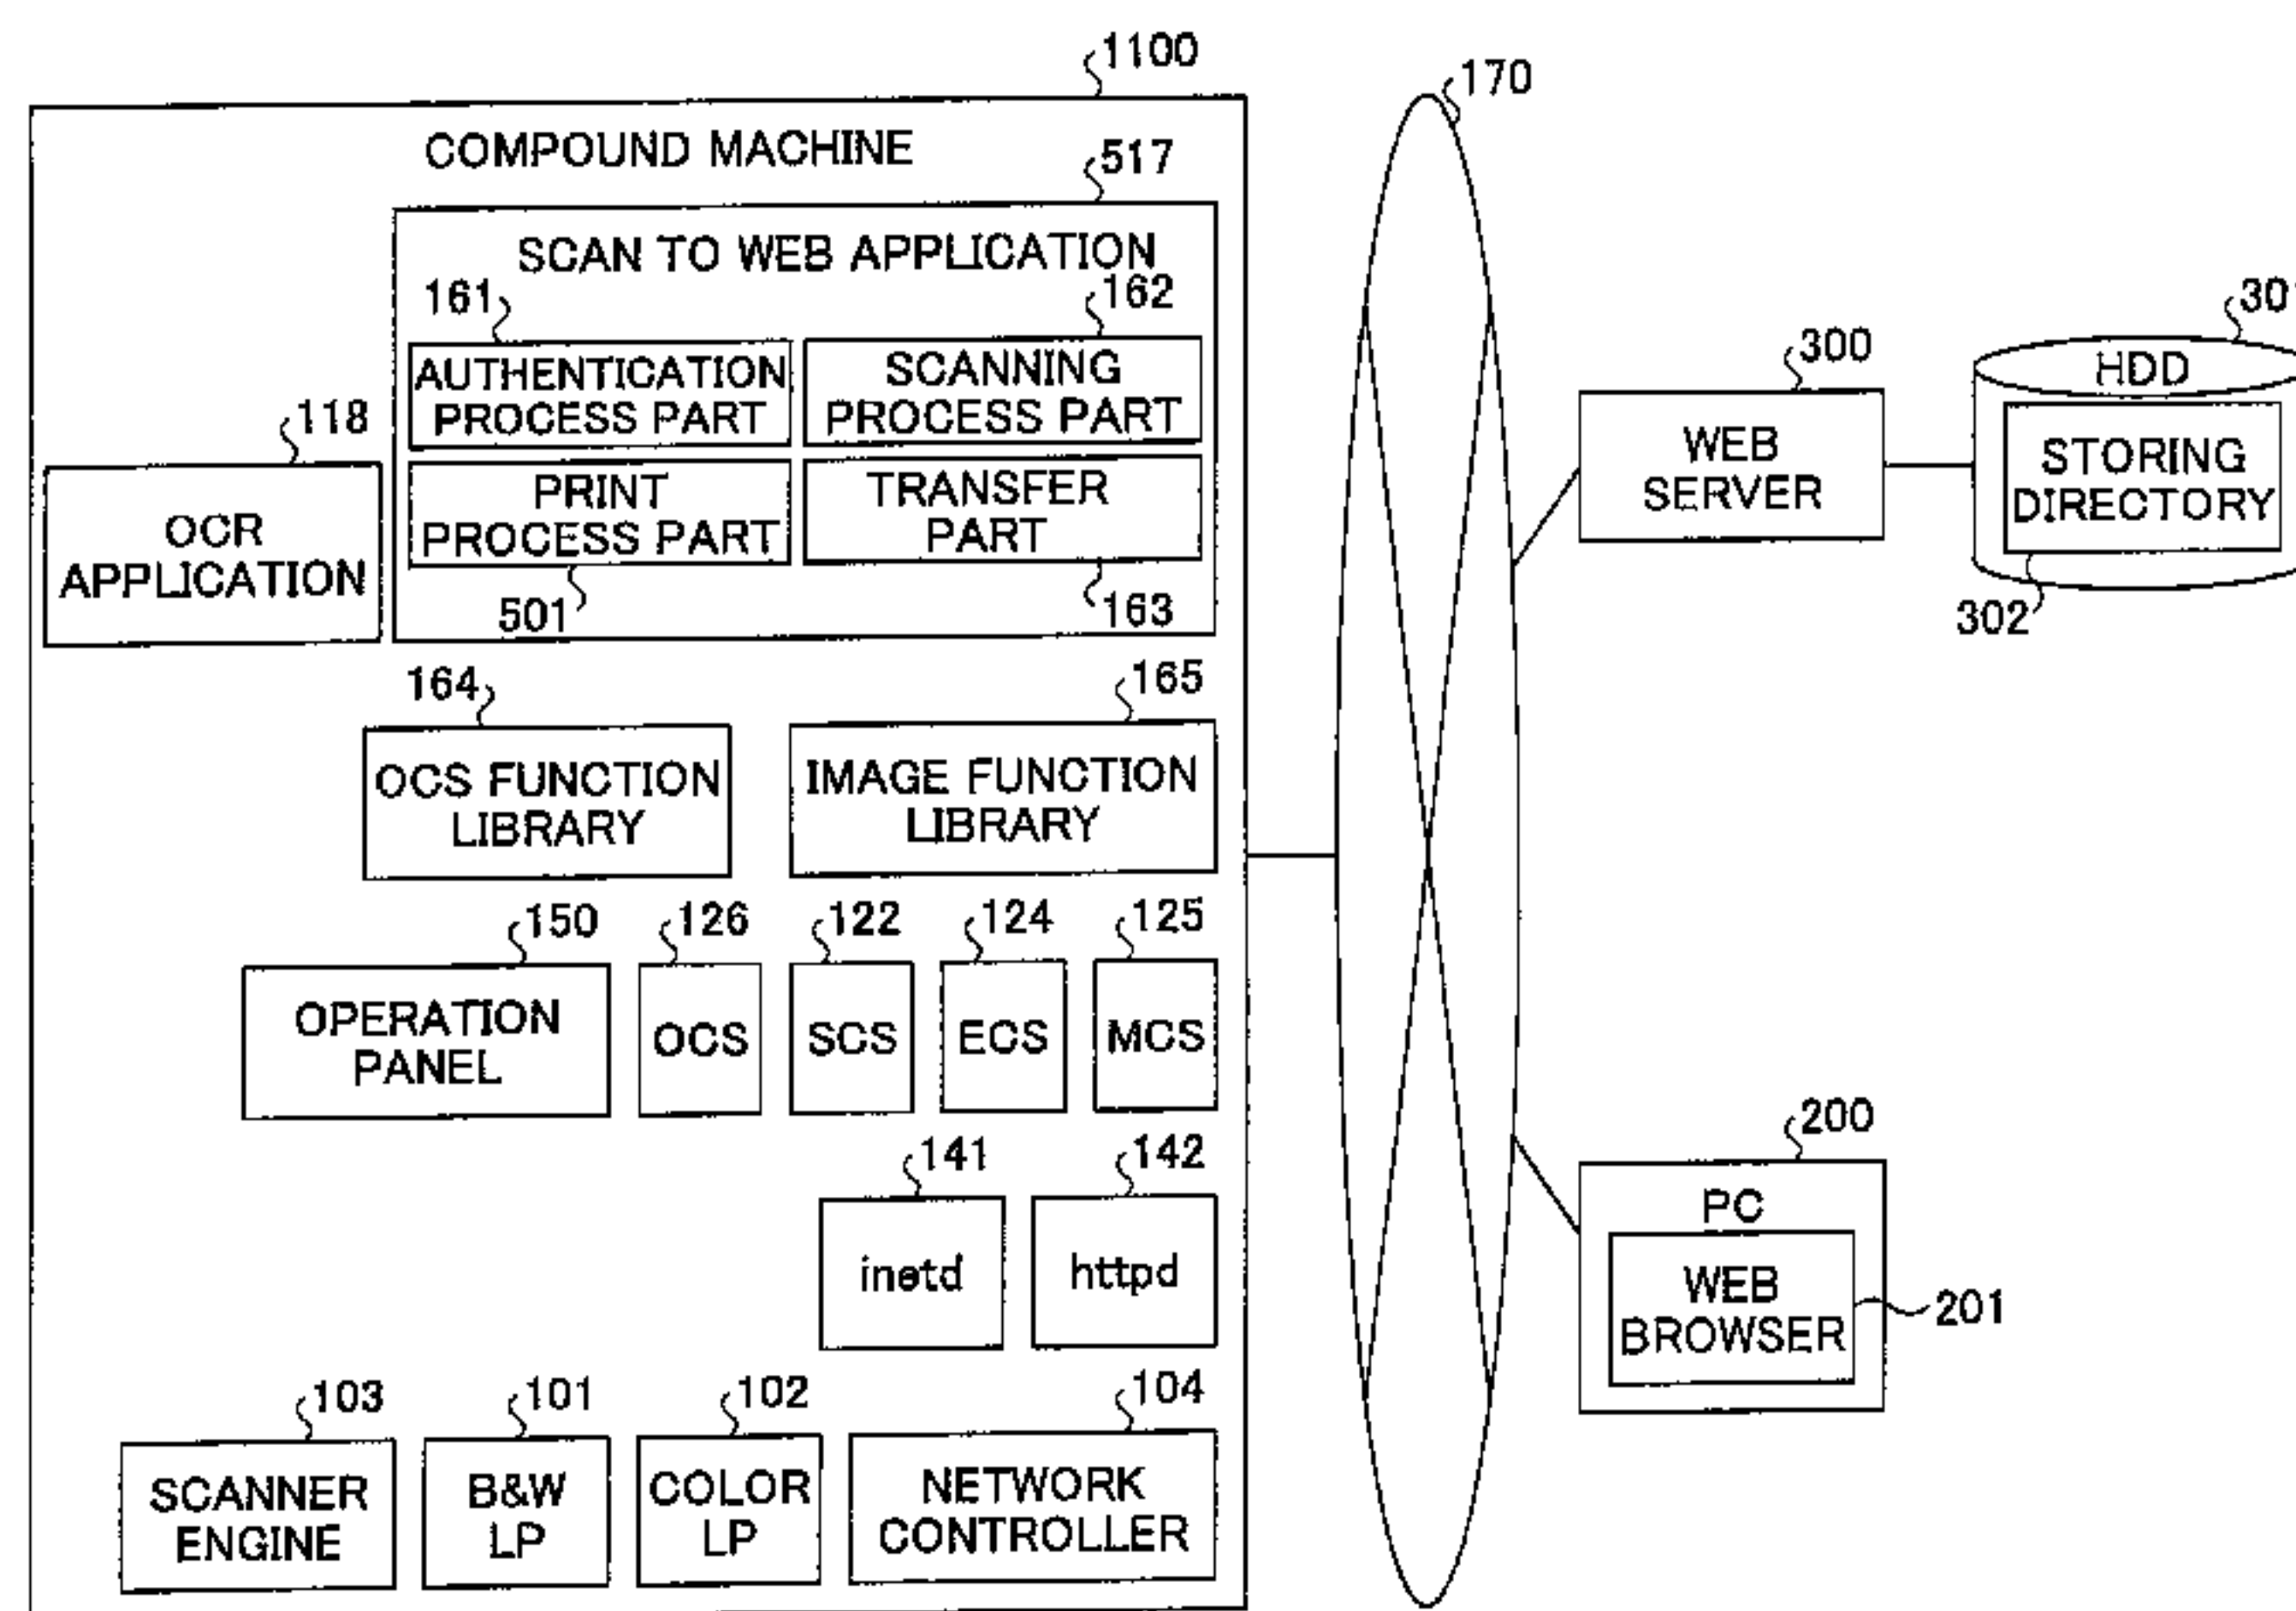 1100
COMPOUND MACHINE
517
SCAN TO WEB APPLICATION
161
162
AUTHENTICATION
PROCESS PART
SCANNING
PROCESS PART
118
OCR
APPLICATION
PRINT
PROCESS PART
TRANSFER
PART
501
163
164
165
OCS FUNCTION
LIBRARY
IMAGE FUNCTION
LIBRARY
150
126
122
124
125
OPERATION
PANEL
OCS
SCS
ECS
MCS
141
142
inetd
httpd
103
101
102
104
SCANNER
ENGINE
B&W
LP
COLOR
LP
NETWORK
CONTROLLER
170
300
WEB
SERVER
HDD
STORING
DIRECTORY
302
200
PC
WEB
BROWSER
201